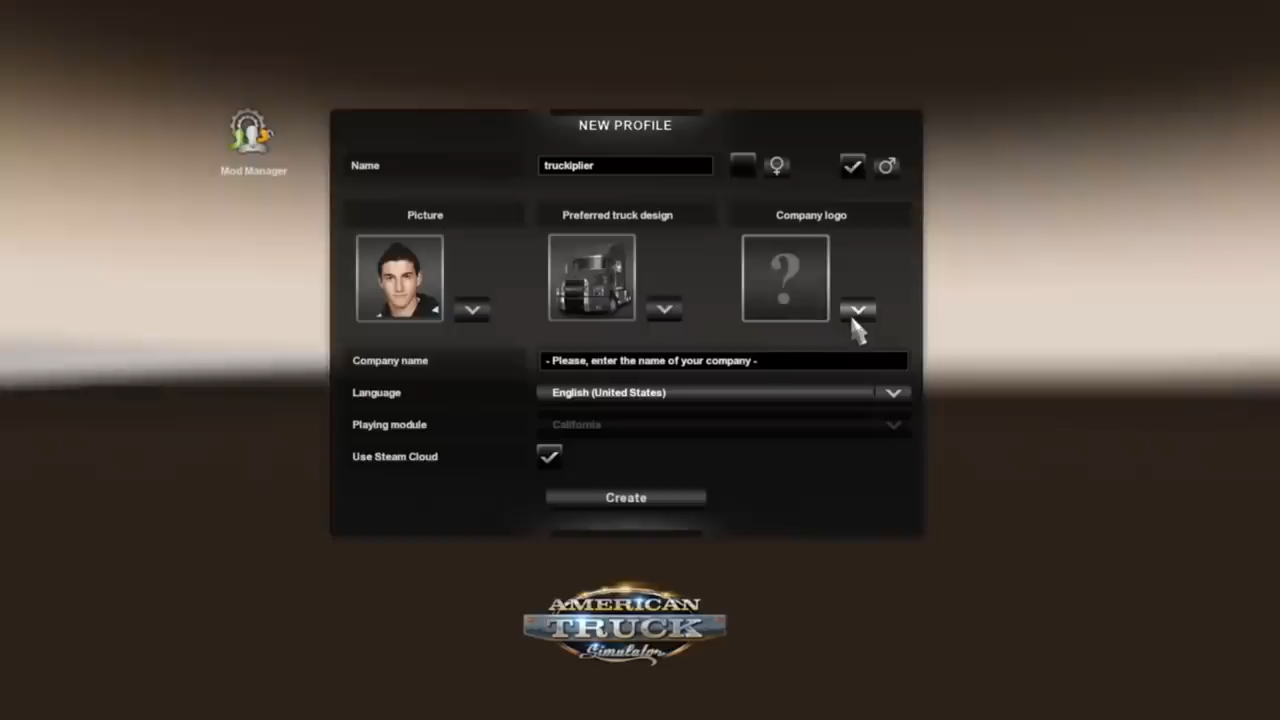 NEW PROFILE
Mod Manager
Name
truckiplier
Picture
Preferred truck design
Company logo
?
Company name
- Please, enter the name of your company -
Language
English (United States)
Playing module
California
Use Steam Cloud
Create
AMERICAN
TRUCK
Simulator